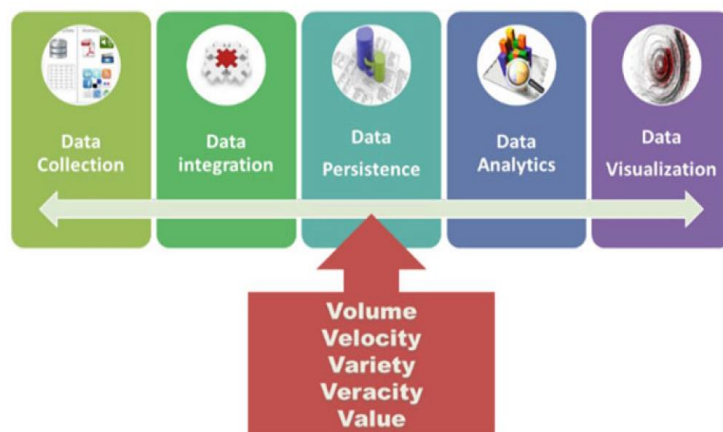 Data
Collection
Data
integration
Data
Persistence
Data
Analytics
Data
Visualization
Volume
Velocity
Variety
Veracity
Value